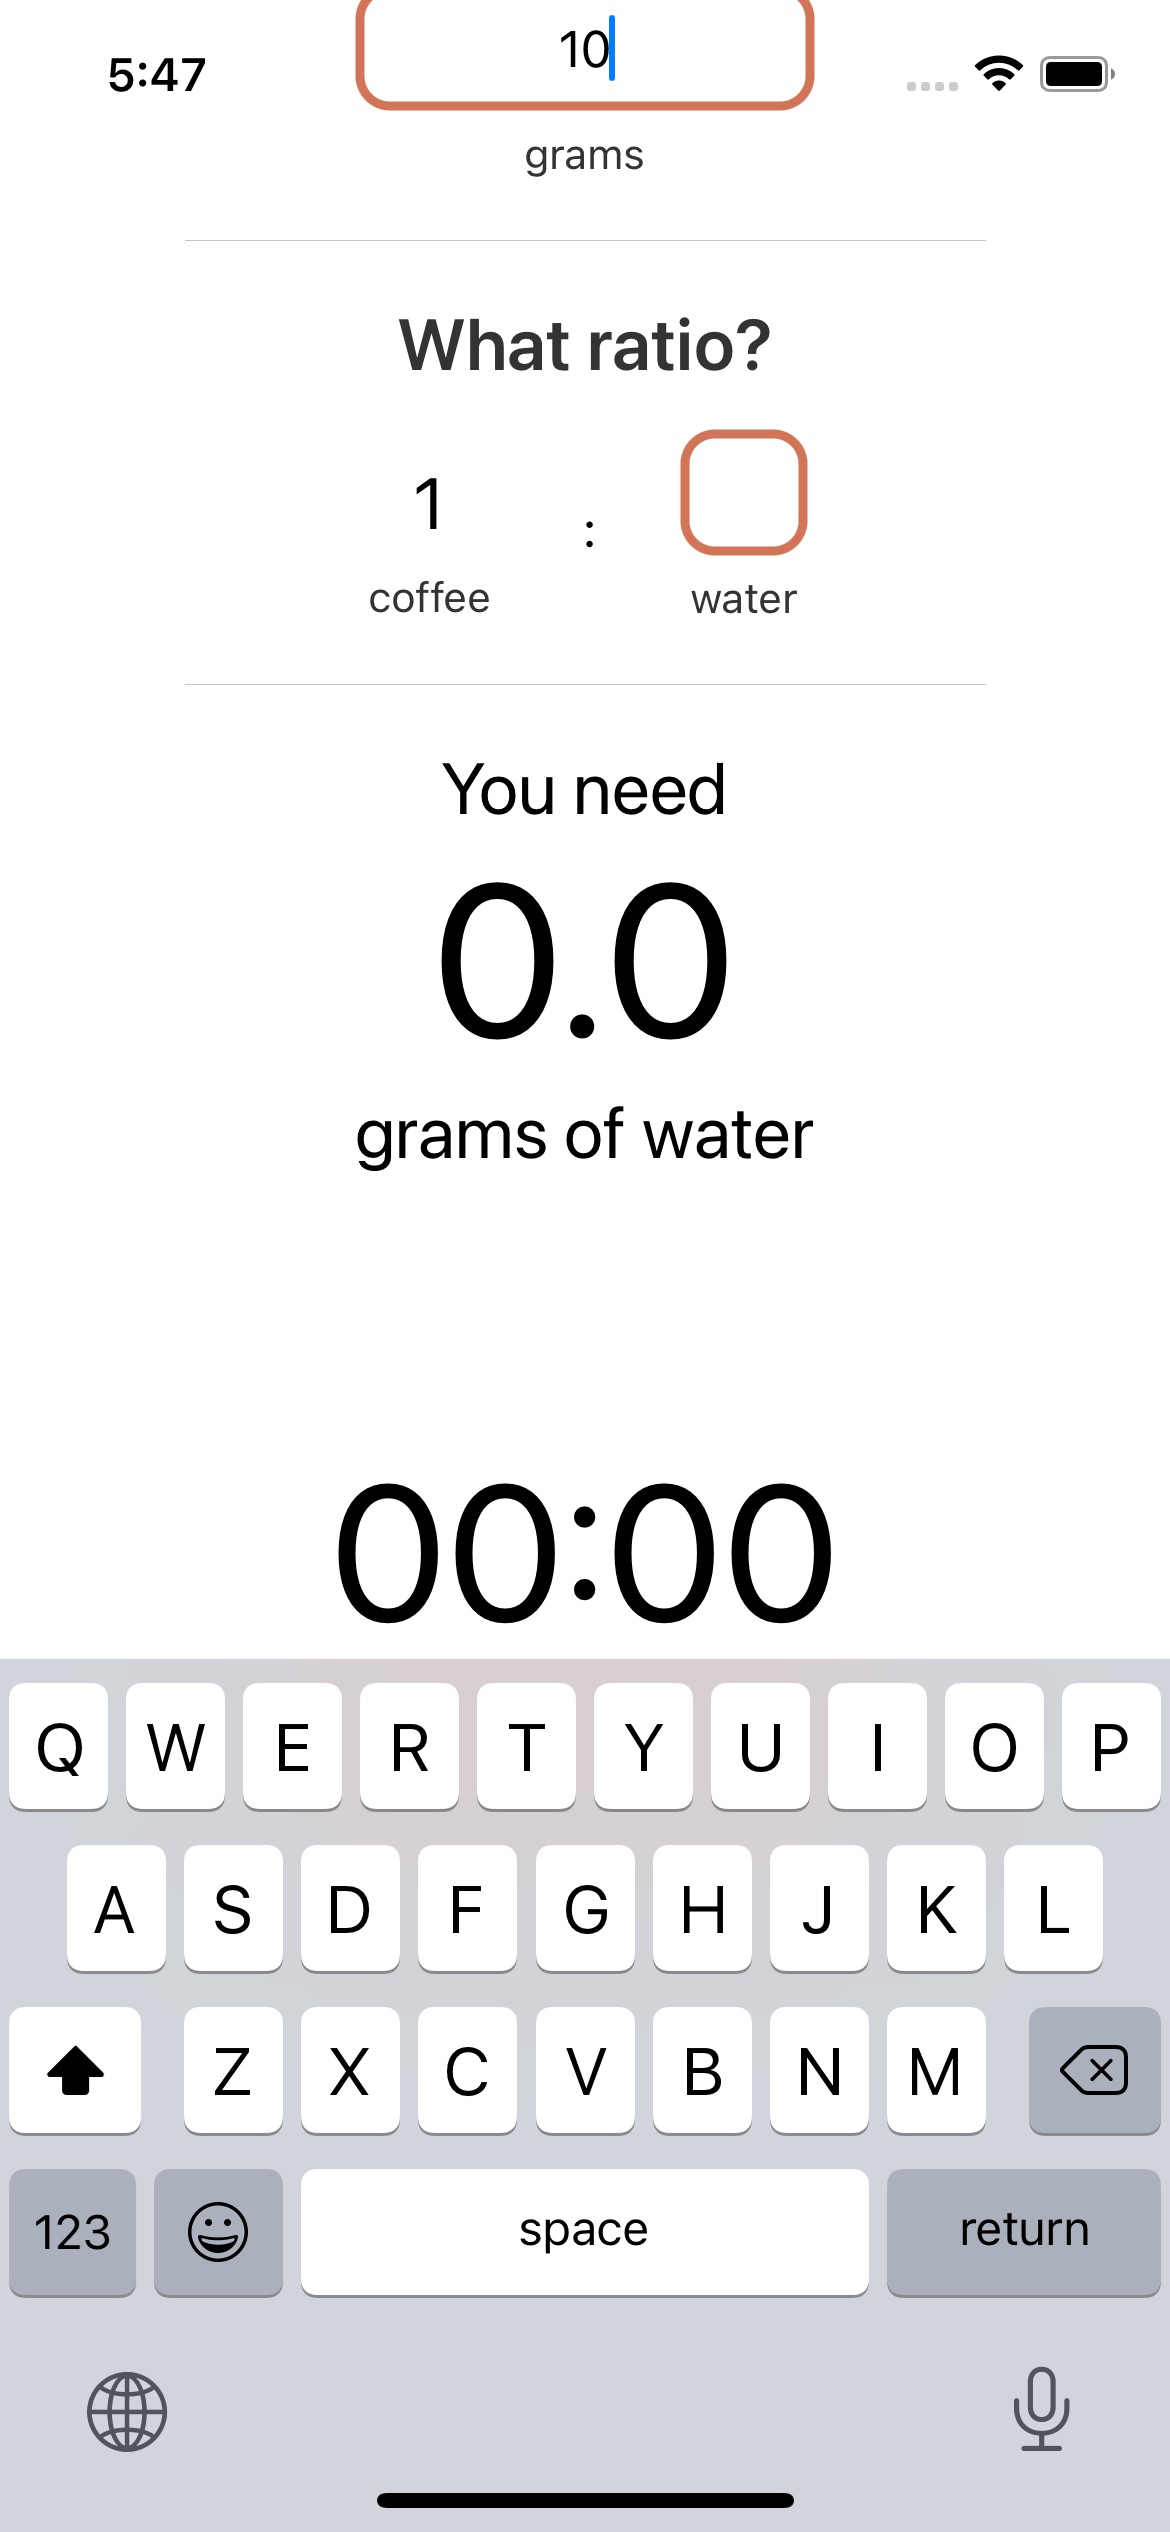 10
5:47
grams
What ratio?
1 :
coffee water
You need
0.0
grams of water
00:00
Q W E R T Y U I O P
A S D F G H J K L
Z X C V B N M
123 space return